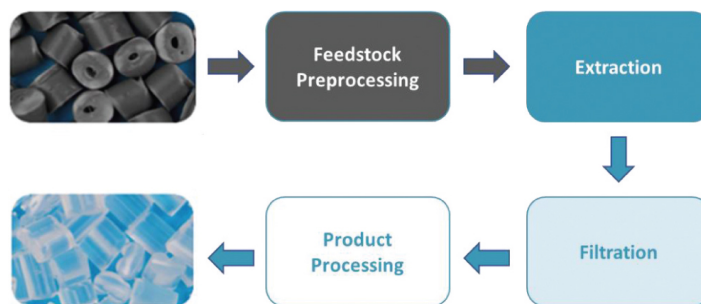 Feedstock
Preprocessing
Extraction
Filtration
Product
Processing